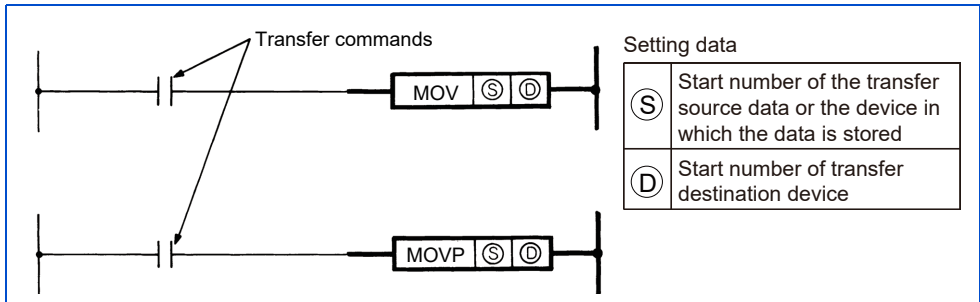 Transfer commands
MOV Ⓢ Ⓓ
MOVP Ⓢ Ⓓ
Setting data
Ⓢ Start number of the transfer
source data or the device in
which the data is stored
Ⓓ Start number of transfer
destination device